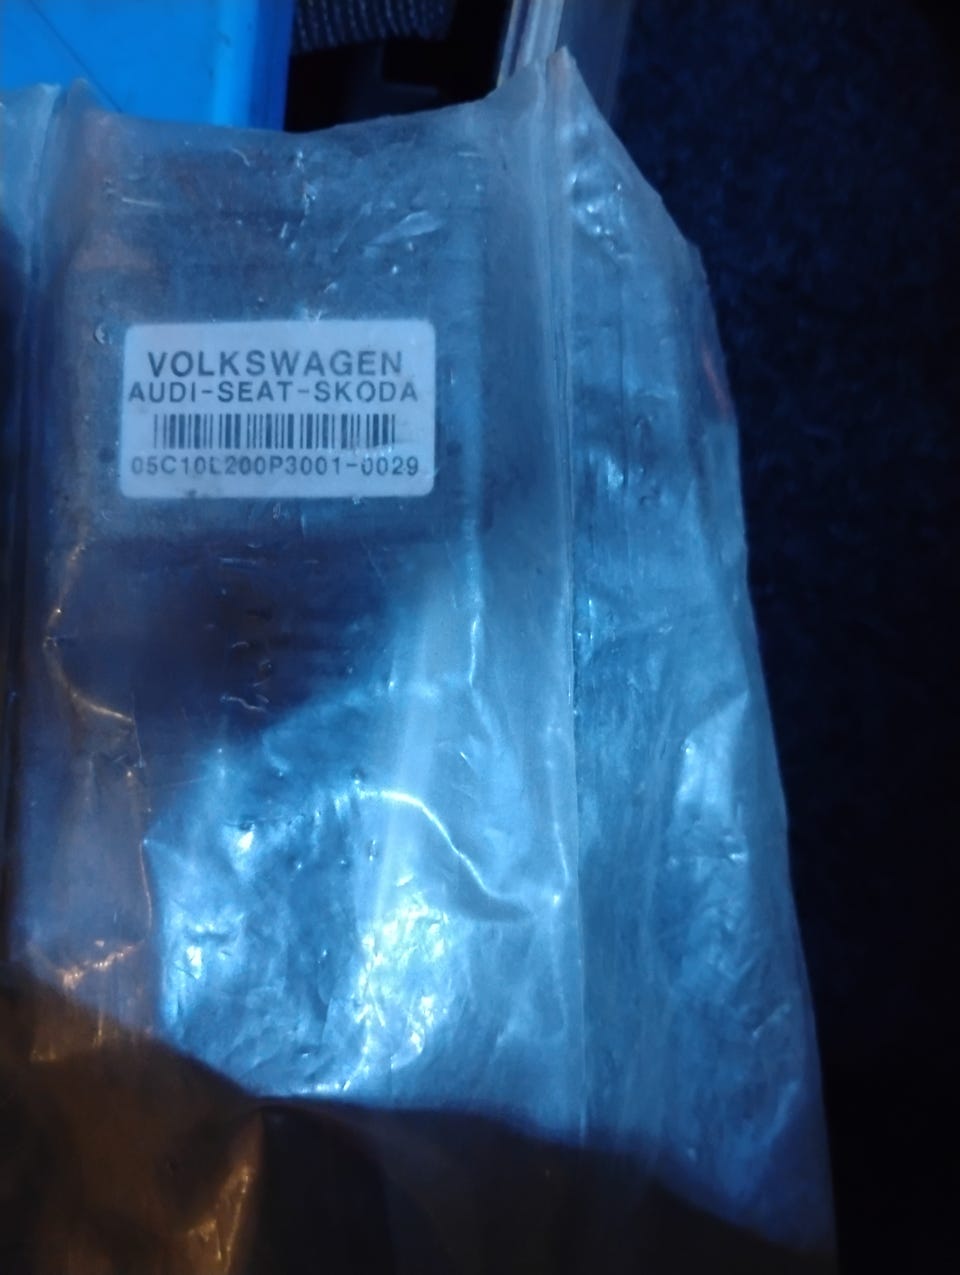 VOLKSWAGEN
AUDI-SEAT-SKODA
05C10L200P3001-0029